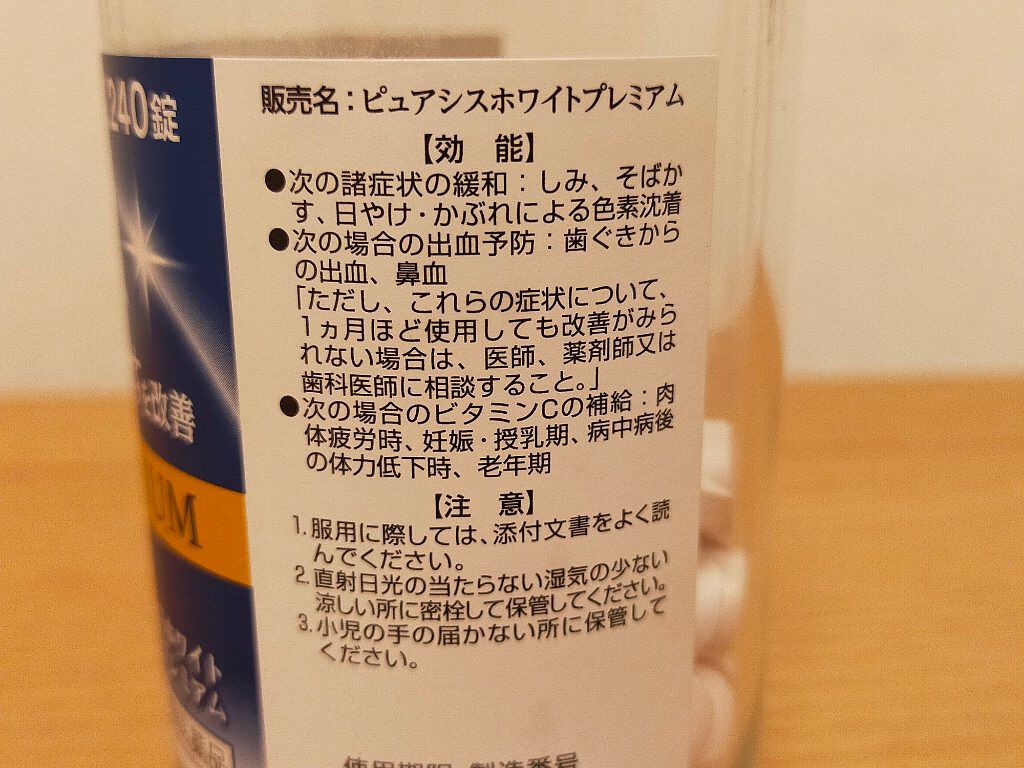 240錠
を改善
UM
販売名：ピュアシスホワイトプレミアム
【効　能】
●次の諸症状の緩和：しみ、そばか
す、日やけ・かぶれによる色素沈着
●次の場合の出血予防：歯ぐきから
の出血、鼻血
「ただし、これらの症状について、
1ヵ月ほど使用しても改善がみら
れない場合は、医師、薬剤師又は
歯科医師に相談すること。」
●次の場合のビタミンCの補給：肉
体疲労時、妊娠・授乳期、病中病後
の体力低下時、老年期
【注　意】
1. 服用に際しては、添付文書をよく読
んでください。
2. 直射日光の当たらない湿気の少ない
涼しい所に密栓して保管してください。
3. 小児の手の届かない所に保管して
ください。
使用期限 製造番号